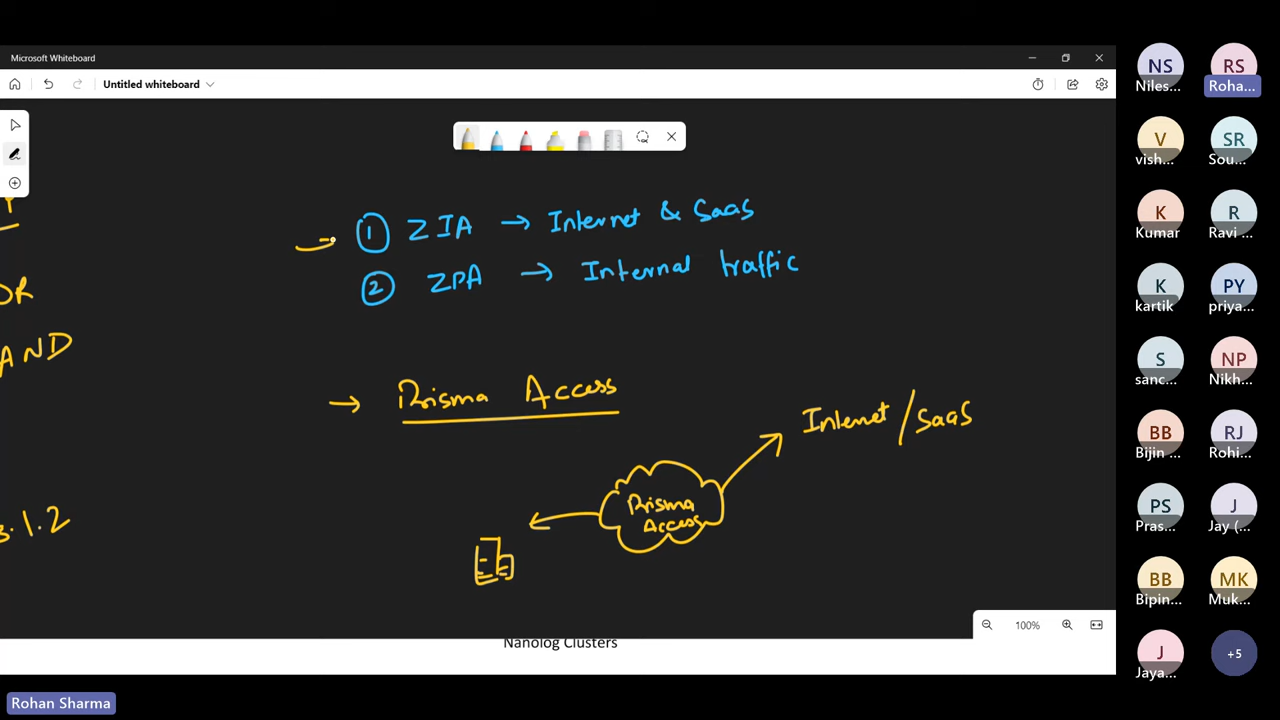 Microsoft Whiteboard
Untitled whiteboard
① ZIA → Internet & SaaS
② ZPA → Internal traffic
OR
AND
→ Prisma Access
Internet/SaaS
Prisma
Access
3.1.2
100%
Nanolog Clusters
Rohan Sharma
NS
Niles...
RS
Roha...
V
vish...
SR
Sou...
K
Kumar
R
Ravi ...
K
kartik
PY
priya...
S
sanc...
NP
Nikh...
BB
Bijin ...
RJ
Rohi...
PS
Pras...
J
Jay (...
BB
Bipin...
MK
Muk...
J
Jaya...
+5